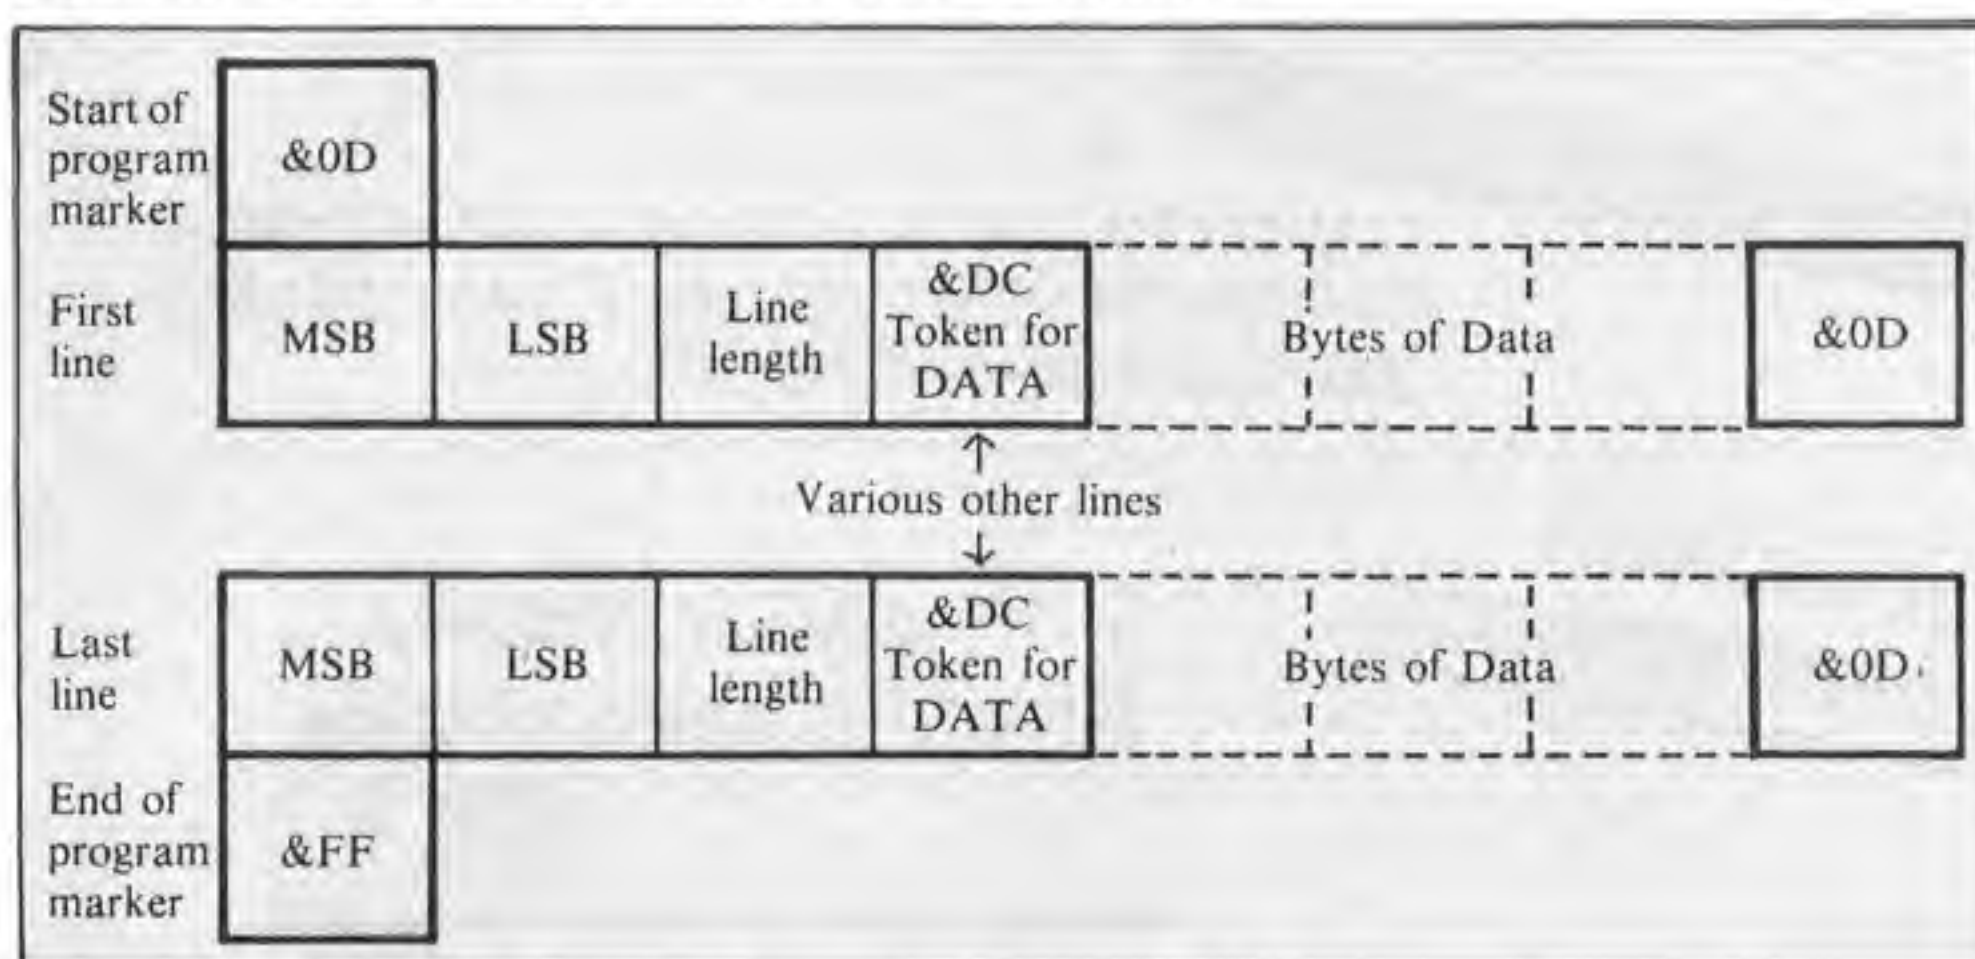 Start of
program
marker
&0D
First
line
MSB
LSB
Line
length
&DC
Token for
DATA
Bytes of Data
&0D
Various other lines
Last
line
MSB
LSB
Line
length
&DC
Token for
DATA
Bytes of Data
&0D
End of
program
marker
&FF